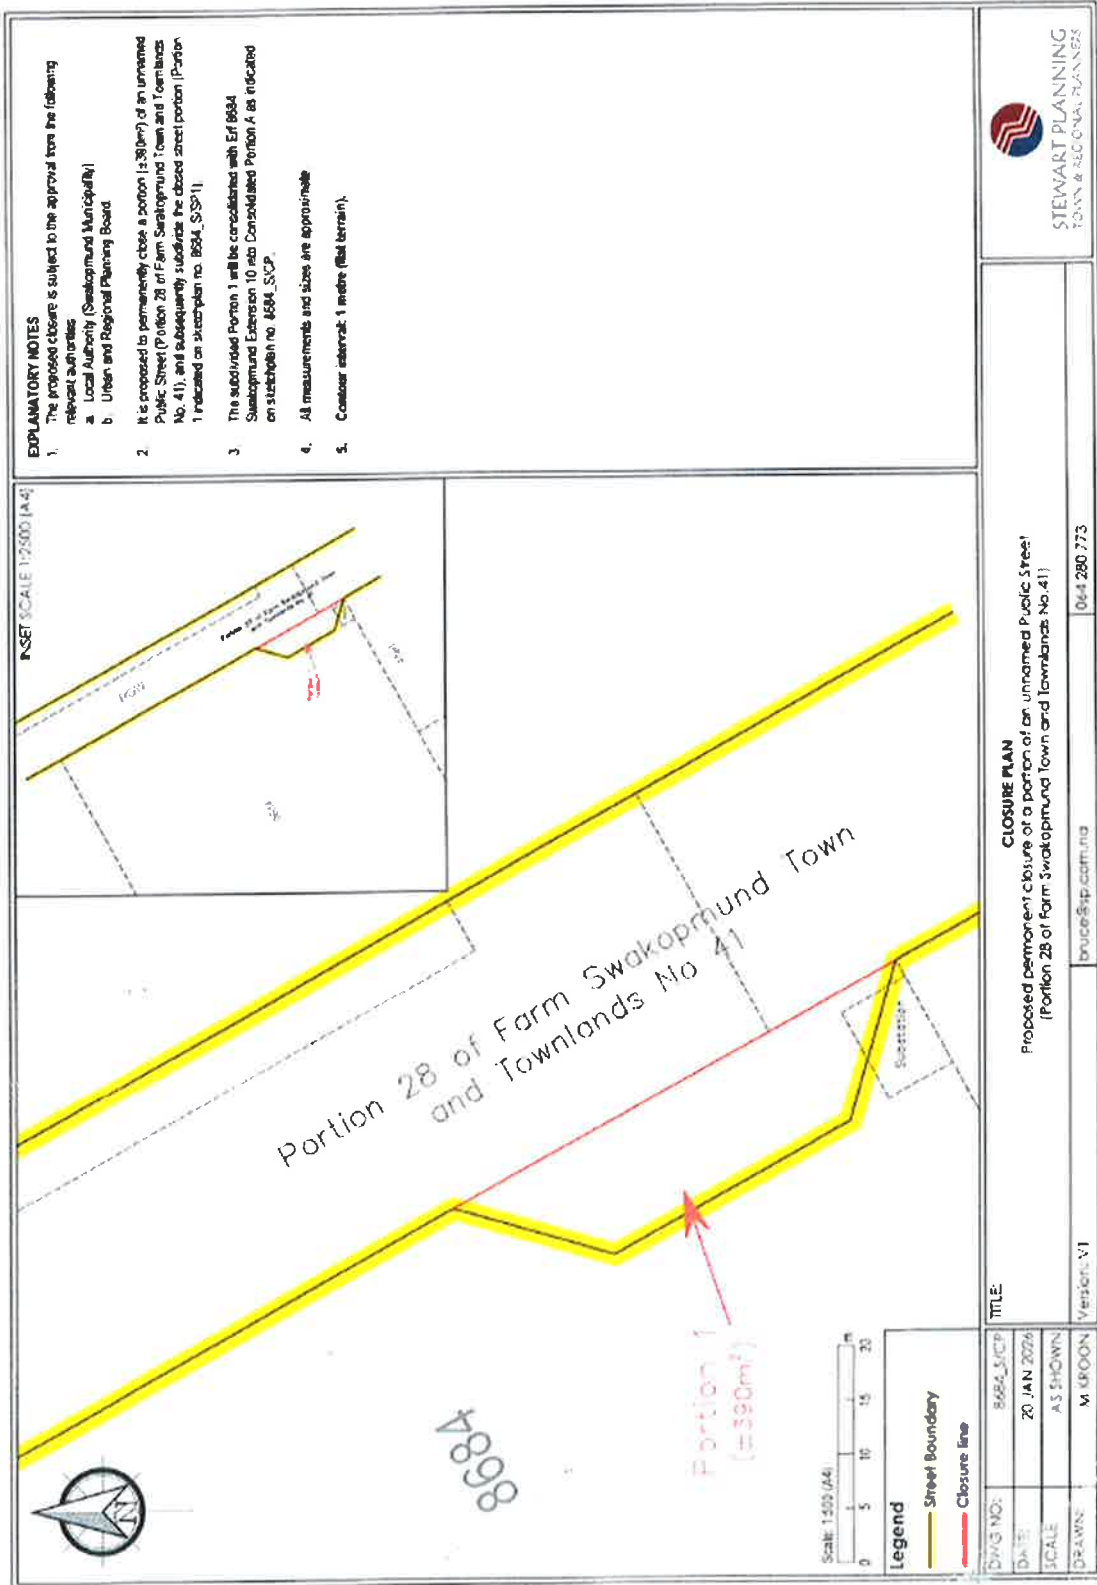 EXPLANATORY NOTES
1. The proposed closure is subject to the approval from the following
relevant authorities
a. Local Authority (Swakopmund Municipality)
b. Urban and Regional Planning Board.
2. It is proposed to permanently close a portion (±390m²) of an unnamed
Public Street (Portion 28 of Farm Swakopmund Town and Townlands
No. 41), and subsequently subdivide the closed street portion (Portion
1 indicated on sketchplan no. 8684_S/SP1).
3. The subdivided Portion 1 will be consolidated with Erf 8684
Swakopmund Extension 10 into Consolidated Portion A as indicated
on sketchplan no. 8684_S/CP.
4. All measurements and sizes are approximate
5. Contour interval: 1 metre (flat terrain).
INSET SCALE 1:2500 (A4)
Portion 28 of Farm Swakopmund Town
and Townlands No 41
Substation
Portion 1
(±390m²)
8684
N
Scale: 1:500 (A4)
0 5 10 15 20 m
Legend
Street Boundary
Closure line
DWG NO: 8684_S/CP
DATE: 20 JAN 2026
SCALE AS SHOWN
DRAWN: M KROON
Version: V1
TITLE:
CLOSURE PLAN
Proposed permanent closure of a portion of an unnamed Public Street
(Portion 28 of Farm Swakopmund Town and Townlands No.41)
bruce@sp.com.na
064 280 773
STEWART PLANNING
TOWN & REGIONAL PLANNERS